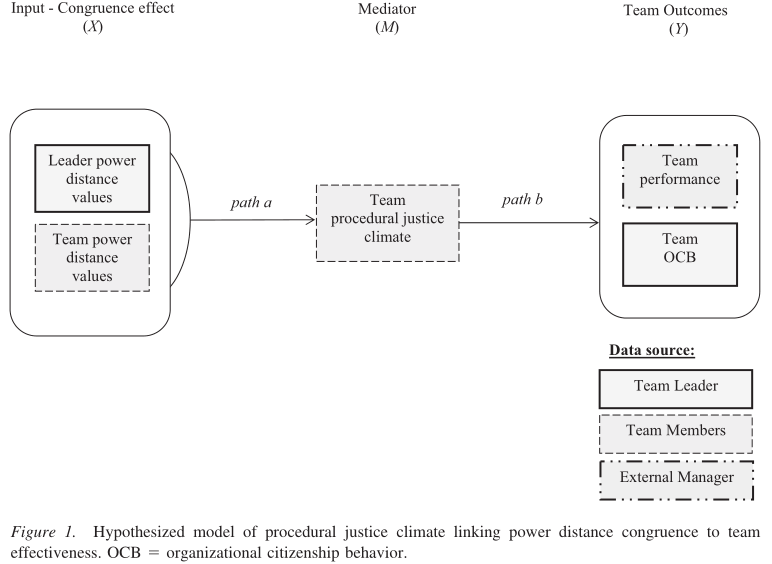 Input - Congruence effect
(X)
Mediator
(M)
Team Outcomes
(Y)
Leader power
distance
values
Team power
distance
values
path a
Team
procedural justice
climate
path b
Team
performance
Team
OCB
Data source:
Team Leader
Team Members
External Manager
Figure 1. Hypothesized model of procedural justice climate linking power distance congruence to team
effectiveness. OCB = organizational citizenship behavior.